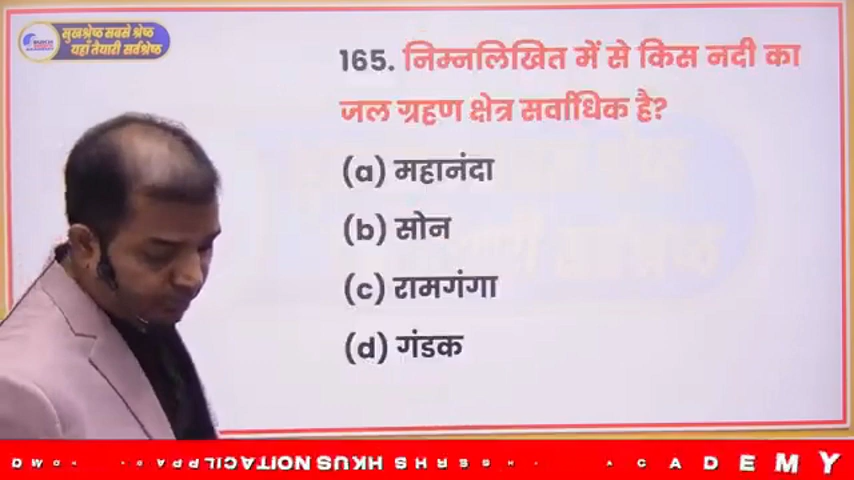 सुखश्रेष्ठ सबसे श्रेष्ठ
यहाँ तैयारी सर्वश्रेष्ठ
165. निम्नलिखित में से किस नदी का
जल ग्रहण क्षेत्र सर्वाधिक है?
(a) महानंदा
(b) सोन
(c) रामगंगा
(d) गंडक
ACADEMY